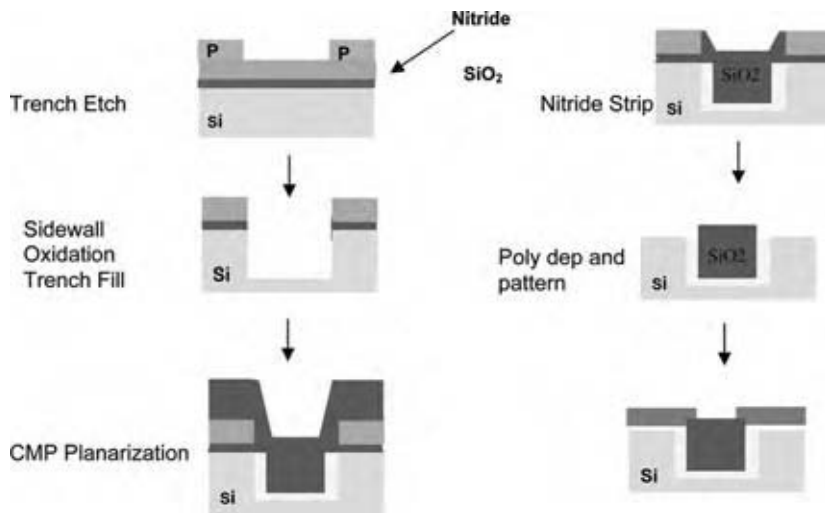 Nitride
P
P
SiO₂
Trench Etch
Si
Sidewall
Oxidation
Trench Fill
Si
CMP Planarization
Si
SiO2
Nitride Strip
Si
SiO2
Poly dep and
pattern
Si
Si